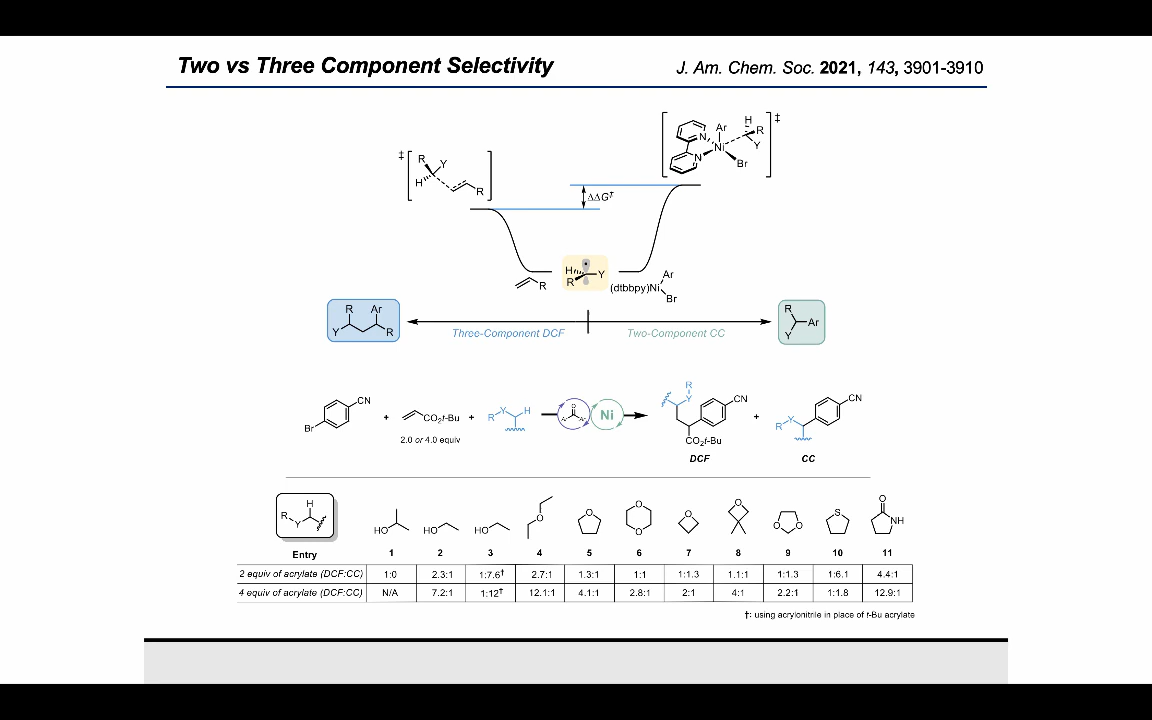 Two vs Three Component Selectivity
J. Am. Chem. Soc. 2021, 143, 3901-3910
‡
R
Y
H
R
ΔΔG‡
N
N
Ni
Ar
H
R
Y
Br
‡
R
H
R
Y
(dtbbpy)Ni
Ar
Br
R Ar
Y R
Three-Component DCF
Two-Component CC
R
Y
Ar
Br
CN
+
CO2t-Bu
2.0 or 4.0 equiv
+
R
Y
H
O
Ar
Ar
Ni
R
Y
CN
CO2t-Bu
DCF
+
R
Y
CN
CC
R
Y
H
HO
HO
HO
O
O
O
O
O
O
O
O
S
O
NH
Entry 1 2 3 4 5 6 7 8 9 10 11
2 equiv of acrylate (DCF:CC) 1:0 2.3:1 1:7.6† 2.7:1 1.3:1 1:1 1:1.3 1.1:1 1:1.3 1:6.1 4.4:1
4 equiv of acrylate (DCF:CC) N/A 7.2:1 1:12† 12.1:1 4.1:1 2.8:1 2:1 4:1 2.2:1 1:1.8 12.9:1
†: using acrylonitrile in place of t-Bu acrylate